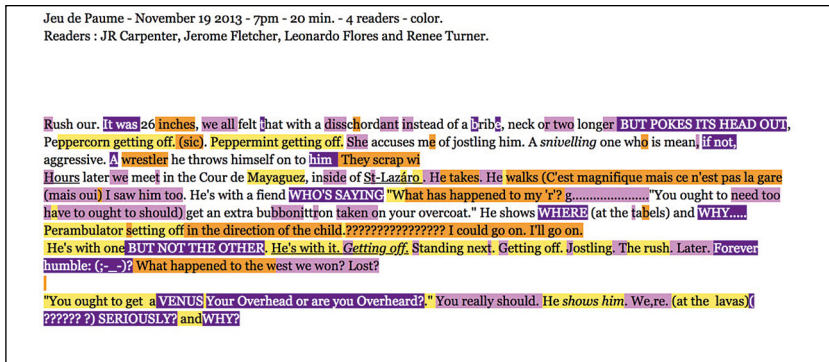 Jeu de Paume - November 19 2013 - 7pm - 20 min. - 4 readers - color.
Readers : JR Carpenter, Jerome Fletcher, Leonardo Flores and Renee Turner.
Rush our. It was 26 inches, we all felt that with a disschordant instead of a bribe, neck or two longer BUT POKES ITS HEAD OUT,
Peppercorn getting off. (sic). Peppermint getting off. She accuses me of jostling him. A snivelling one who is mean, if not,
aggressive. A wrestler he throws himself on to him They scrap wi
Hours later we meet in the Cour de Mayaguez, inside of St-Lazáro . He takes. He walks (C'est magnifique mais ce n'est pas la gare
(mais oui) I saw him too. He's with a fiend WHO'S SAYING "What has happened to my 'r'? g....................."You ought to need too
have to ought to should) get an extra bubbonittron taken on your overcoat." He shows WHERE (at the tabels) and WHY.....
Perambulator setting off in the direction of the child.???????????????? I could go on. I'll go on.
He's with one BUT NOT THE OTHER. He's with it. Getting off. Standing next. Getting off. Jostling. The rush. Later. Forever
humble: (;-_-)? What happened to the west we won? Lost?
"You ought to get a VENUS Your Overhead or are you Overheard?." You really should. He shows him. We,re. (at the lavas)(
?????? ?) SERIOUSLY? andWHY?